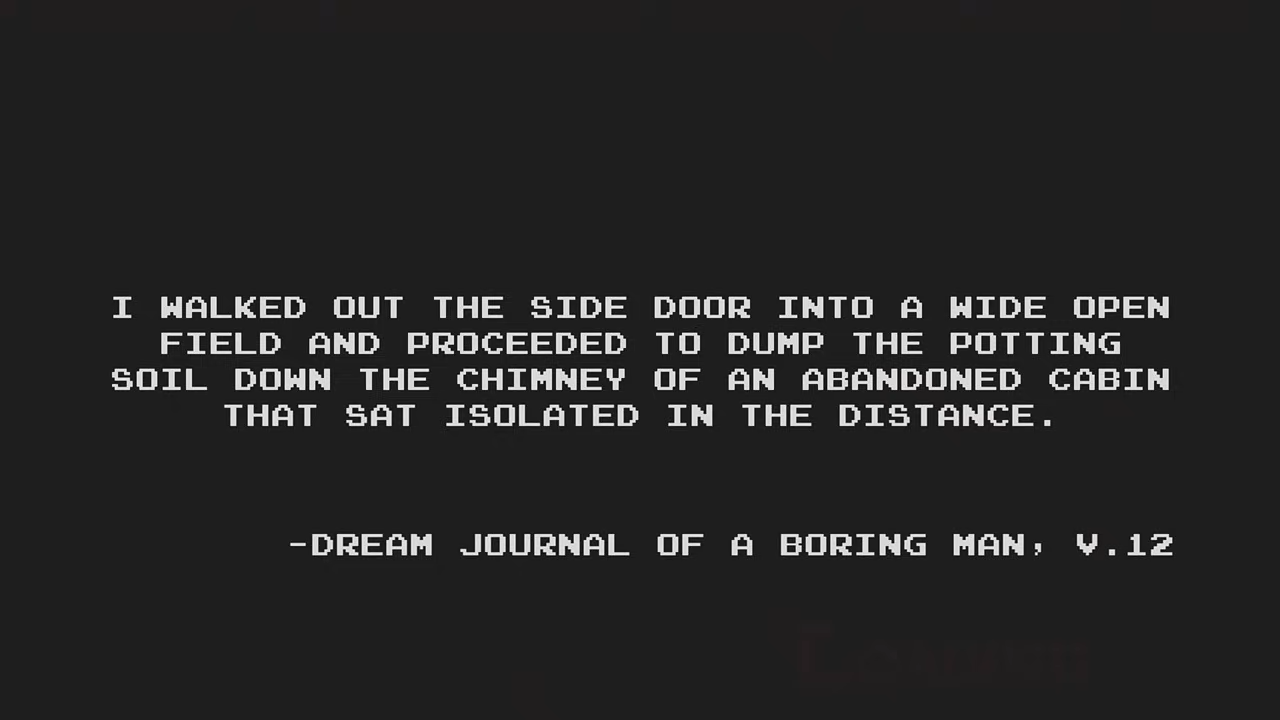 I WALKED OUT THE SIDE DOOR INTO A WIDE OPEN
FIELD AND PROCEEDED TO DUMP THE POTTING
SOIL DOWN THE CHIMNEY OF AN ABANDONED CABIN
THAT SAT ISOLATED IN THE DISTANCE.
-DREAM JOURNAL OF A BORING MAN, V.12